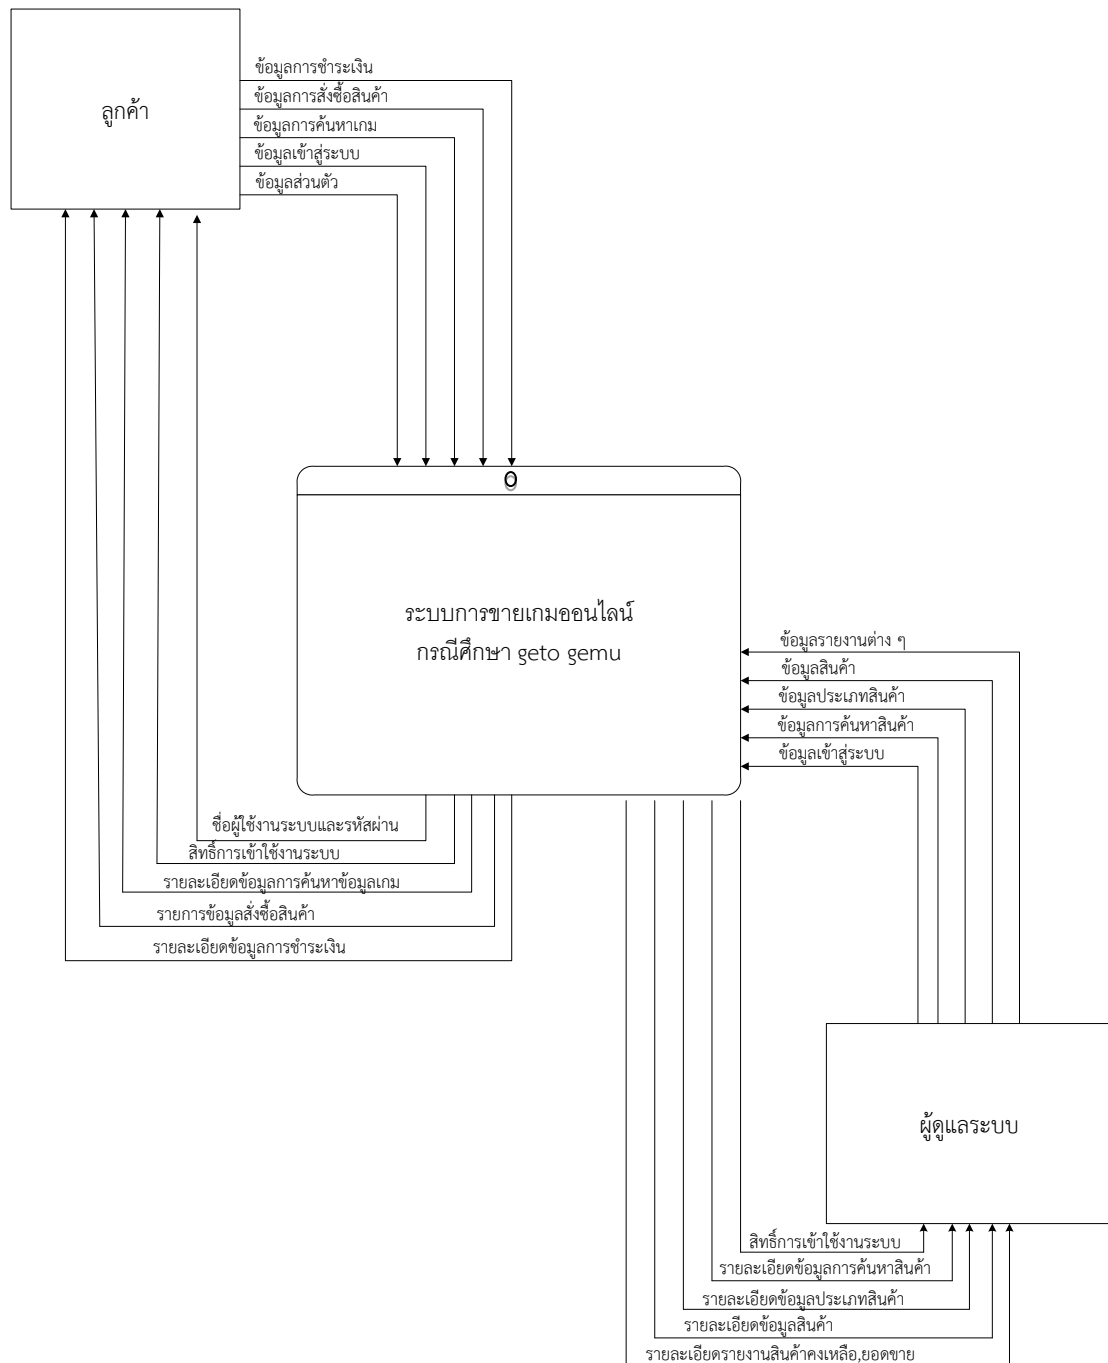 ลูกค้า
ข้อมูลการชำระเงิน
ข้อมูลการสั่งซื้อสินค้า
ข้อมูลการค้นหาเกม
ข้อมูลเข้าสู่ระบบ
ข้อมูลส่วนตัว
0
ระบบการขายเกมออนไลน์
กรณีศึกษา geto gemu
ข้อมูลรายงานต่าง ๆ
ข้อมูลสินค้า
ข้อมูลประเภทสินค้า
ข้อมูลการค้นหาสินค้า
ข้อมูลเข้าสู่ระบบ
ชื่อผู้ใช้งานระบบและรหัสผ่าน
สิทธิ์การเข้าใช้งานระบบ
รายละเอียดข้อมูลการค้นหาข้อมูลเกม
รายการข้อมูลสั่งซื้อสินค้า
รายละเอียดข้อมูลการชำระเงิน
ผู้ดูแลระบบ
สิทธิ์การเข้าใช้งานระบบ
รายละเอียดข้อมูลการค้นหาสินค้า
รายละเอียดข้อมูลประเภทสินค้า
รายละเอียดข้อมูลสินค้า
รายละเอียดรายงานสินค้าคงเหลือ,ยอดขาย